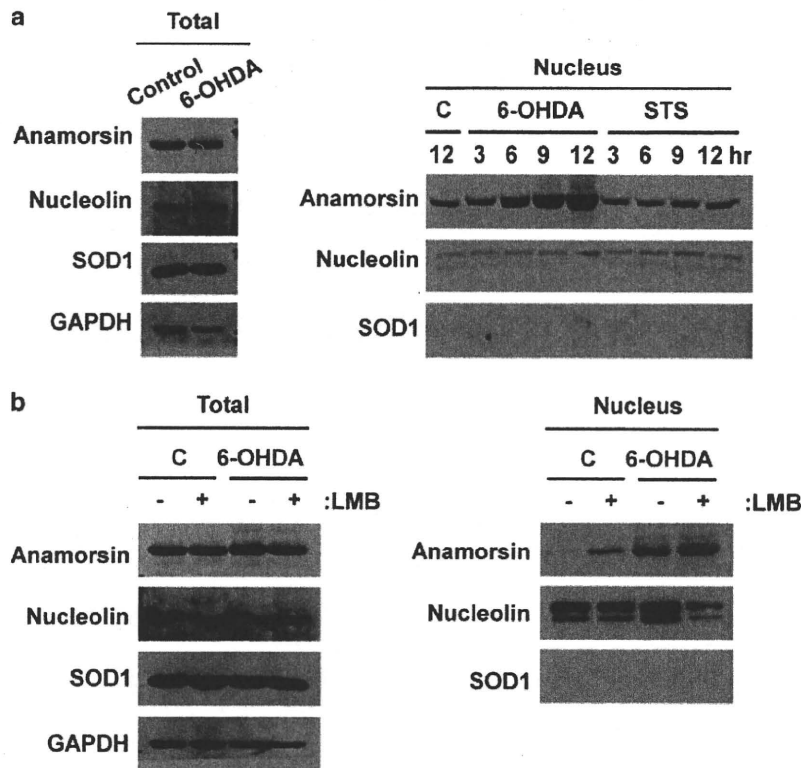 a
Total
Control
6-OHDA
Anamorsin
Nucleolin
SOD1
GAPDH
Nucleus
C 6-OHDA STS
12 3 6 9 12 3 6 9 12 hr
Anamorsin
Nucleolin
SOD1
b
Total
C 6-OHDA
- + - + :LMB
Anamorsin
Nucleolin
SOD1
GAPDH
Nucleus
C 6-OHDA
- + - + :LMB
Anamorsin
Nucleolin
SOD1